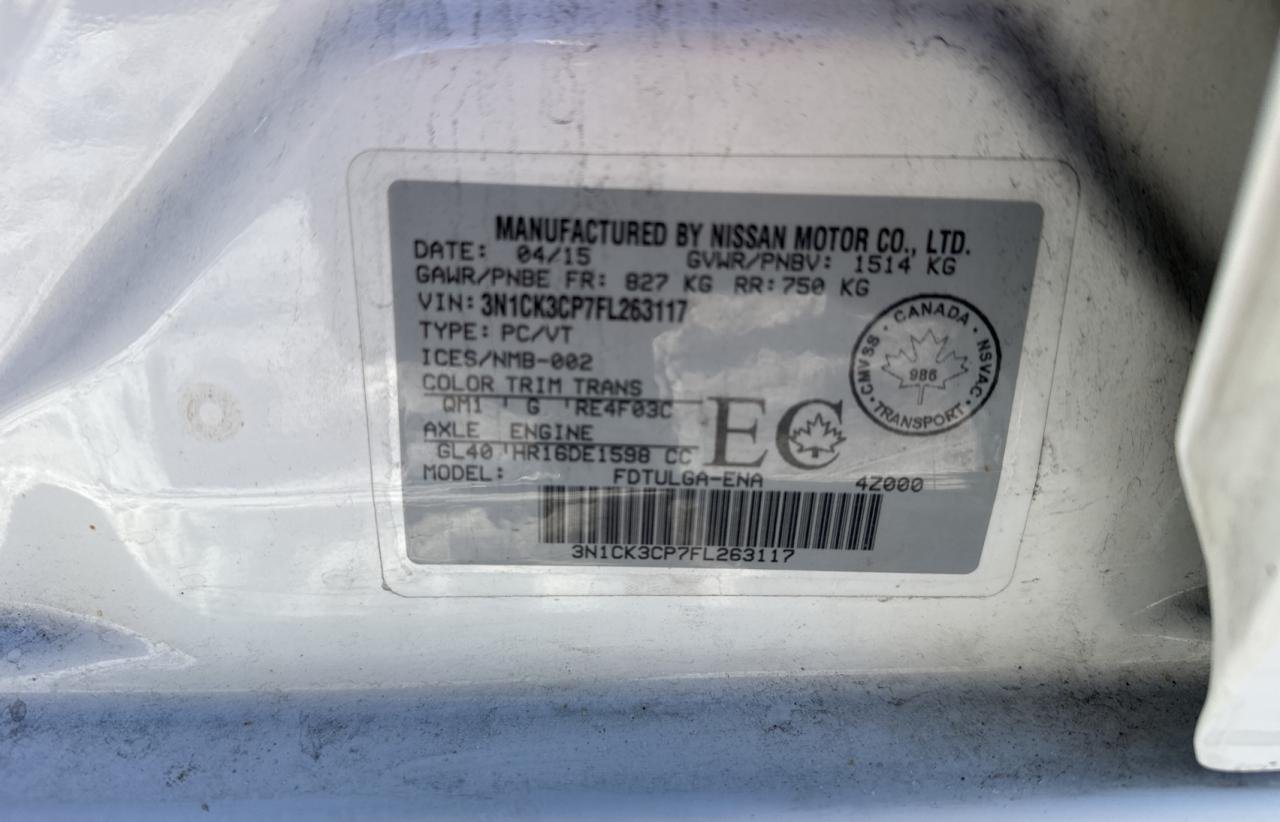 MANUFACTURED BY NISSAN MOTOR CO., LTD.
DATE: 04/15 GVWR/PNBV: 1514 KG
GAWR/PNBE FR: 827 KG RR: 750 KG
VIN: 3N1CK3CP7FL263117
TYPE: PC/VT
ICES/NMB-002
COLOR TRIM TRANS
QM1 G RE4F03C
AXLE ENGINE
GL40 HR16DE1598 CC
MODEL: FDTULGA-ENA 4Z000
EC
CANADA · NSVAC · TRANSPORT · CMVSS ·
986
3N1CK3CP7FL263117